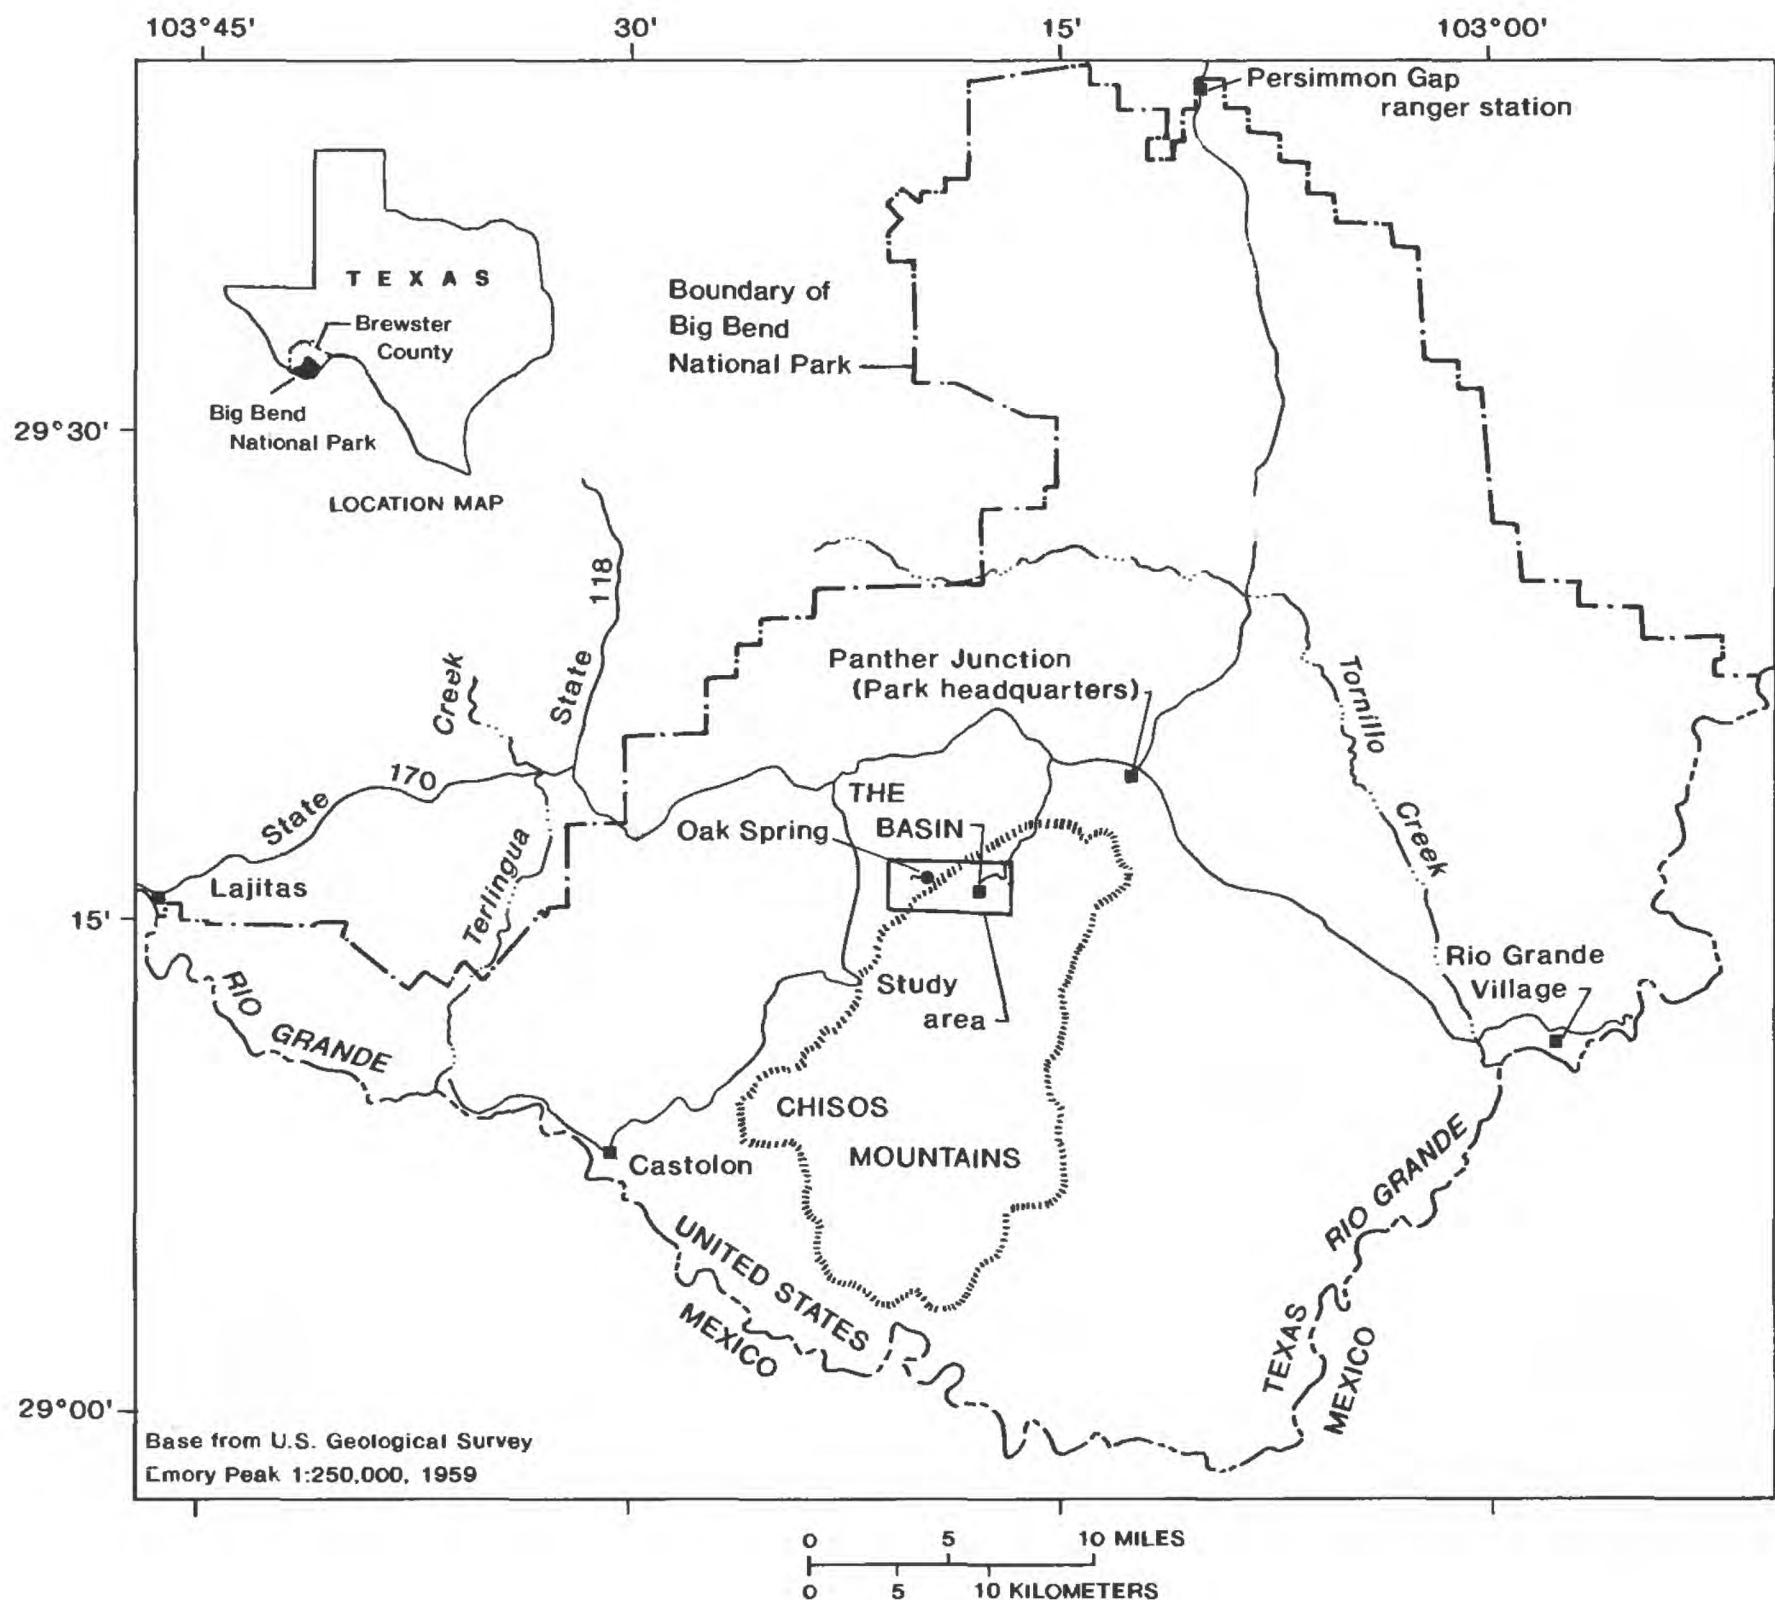 103°45'
30'
15'
103°00'
Persimmon Gap
ranger station
TEXAS
Brewster
County
Big Bend
National Park
LOCATION MAP
Boundary of
Big Bend
National Park
29°30'
State 118
Creek
Panther Junction
(Park headquarters)
Tornillo
Creek
State 170
THE
BASIN
Oak Spring
Terlingua
Lajitas
15'
Rio Grande
Village
Study
area
RIO GRANDE
CHISOS
MOUNTAINS
Castolon
RIO GRANDE
UNITED STATES
MEXICO
TEXAS
MEXICO
29°00'
Base from U.S. Geological Survey
Emory Peak 1:250,000, 1959
0 5 10 MILES
0 5 10 KILOMETERS